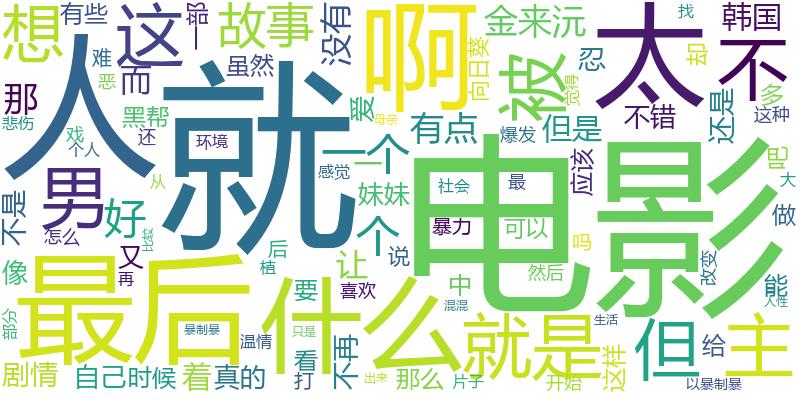 想
有些
这
一部
故事
没有
啊
金来沅
向日葵
忍
太
找
却
韩国
不
那
难
恶
而
虽然
人
就
爱
被
觉得
不错
还是
多
这种
悲伤
黑帮
戏
还
个人
环境
一个
感觉
有点
爆发
但是
应该
吧
大
不是
男
好
从
妹妹
社会
最
电影
做
怎么
又
比较
再
个
说
暴力
可以
吗
改变
像
最后
后
植
让
要
喜欢
什么
中
混混
然后
就是
能
人性
但
主
部分
暴制暴
温情
只是
母亲
看
打
不再
生活
给
这样
剧情
自己
时候
着
真的
出来
那么
片子
开始
以暴制暴